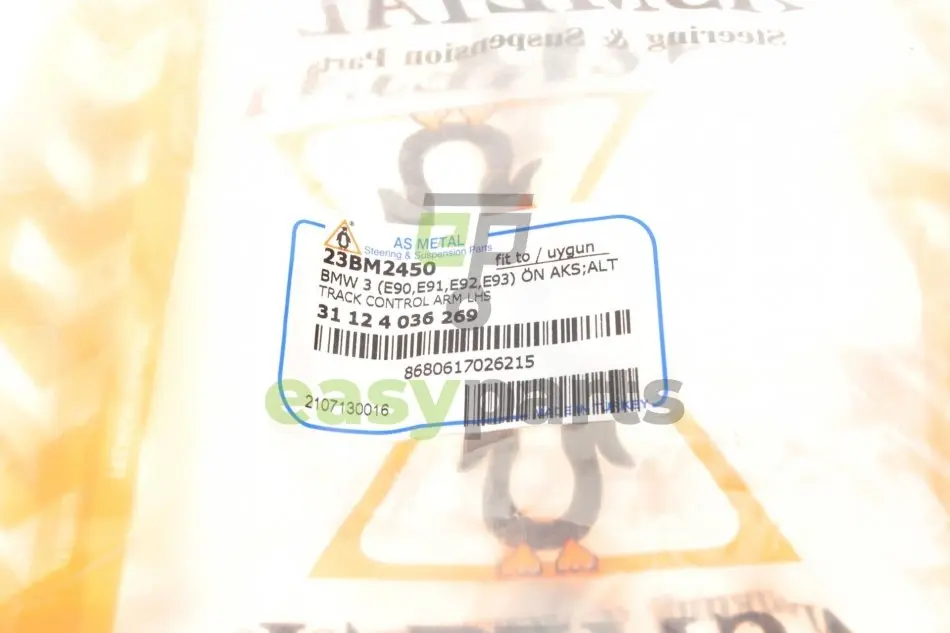 Steering & Suspension Parts
AS METAL
Steering & Suspension Parts
23BM2450
fit to / uygun
BMW 3 (E90,E91,E92,E93) ÖN AKS;ALT
TRACK CONTROL ARM LHS
31 12 4 036 269
8680617026215
2107130016
MADE IN TURKEY
easyparts